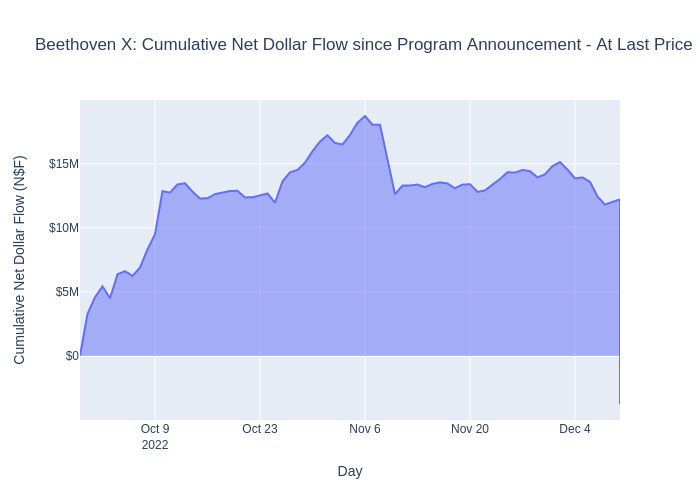 Beethoven X: Cumulative Net Dollar Flow since Program Announcement - At Last Price
Cumulative Net Dollar Flow (N$F)
$15M
$10M
$5M
$0
Oct 9
2022
Oct 23
Nov 6
Nov 20
Dec 4
Day